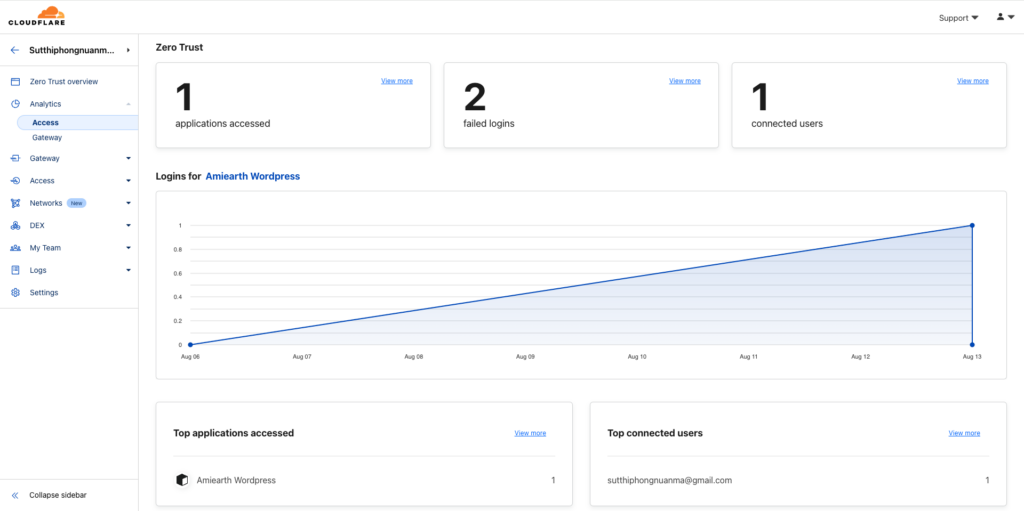 CLOUDFLARE
Support
Sutthiphongnuanm...
Zero Trust overview
Analytics
Access
Gateway
Gateway
Access
Networks New
DEX
My Team
Logs
Settings
Collapse sidebar
Zero Trust
1 View more
applications accessed
2 View more
failed logins
1 View more
connected users
Logins for Amiearth Wordpress
1
0.8
0.6
0.4
0.2
0
Aug 06 Aug 07 Aug 08 Aug 09 Aug 10 Aug 11 Aug 12 Aug 13
Top applications accessed View more
Amiearth Wordpress 1
Top connected users View more
sutthiphongnuanma@gmail.com 1